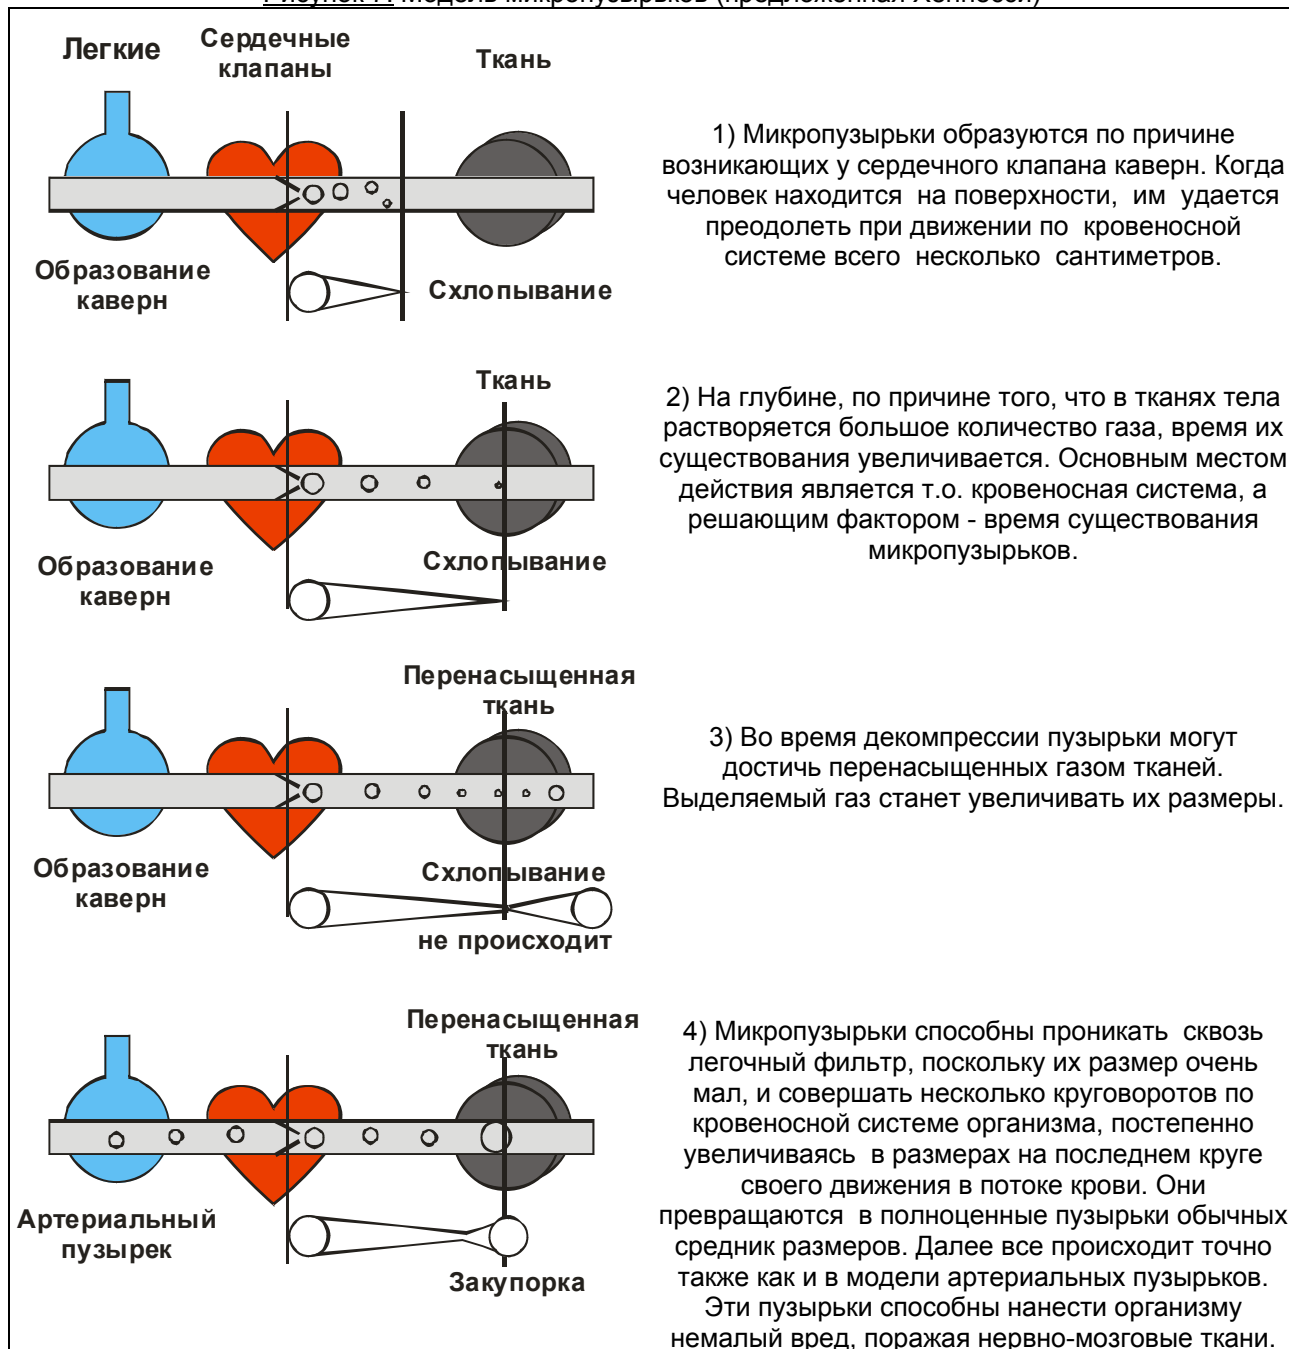 Рисунок 7. Модель микропузырьков (предложенная Хеннесси)
Легкие
Сердечные
клапаны
Ткань
Образование
каверн
Схлопывание
1) Микропузырьки образуются по причине
возникающих у сердечного клапана каверн. Когда
человек находится на поверхности, им удается
преодолеть при движении по кровеносной
системе всего несколько сантиметров.
Ткань
Образование
каверн
Схлопывание
2) На глубине, по причине того, что в тканях тела
растворяется большое количество газа, время их
существования увеличивается. Основным местом
действия является т.о. кровеносная система, а
решающим фактором - время существования
микропузырьков.
Перенасыщенная
ткань
Образование
каверн
Схлопывание
не происходит
3) Во время декомпрессии пузырьки могут
достичь перенасыщенных газом тканей.
Выделяемый газ станет увеличивать их размеры.
Перенасыщенная
ткань
Артериальный
пузырек
Закупорка
4) Микропузырьки способны проникать сквозь
легочный фильтр, поскольку их размер очень
мал, и совершать несколько круговоротов по
кровеносной системе организма, постепенно
увеличиваясь в размерах на последнем круге
своего движения в потоке крови. Они
превращаются в полноценные пузырьки обычных
средник размеров. Далее все происходит точно
также как и в модели артериальных пузырьков.
Эти пузырьки способны нанести организму
немалый вред, поражая нервно-мозговые ткани.